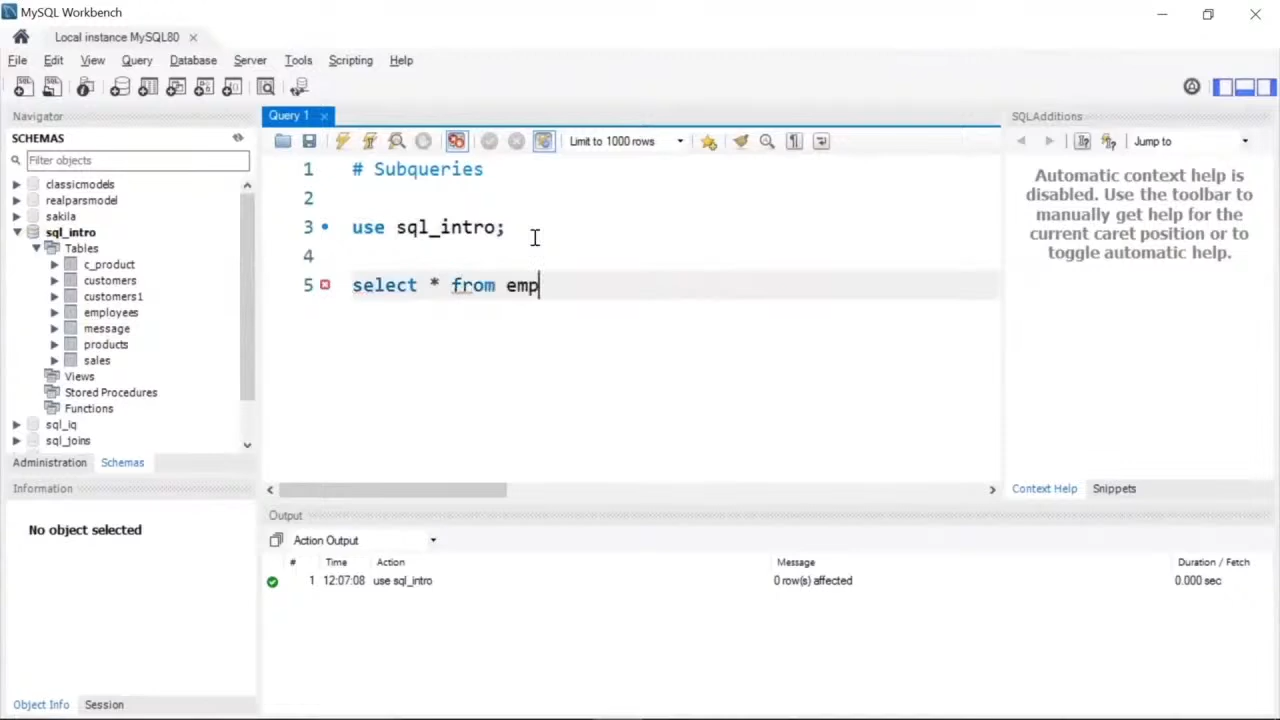 MySQL Workbench
Local instance MySQL80
File Edit View Query Database Server Tools Scripting Help
Navigator
SCHEMAS
Filter objects
classicmodels
realparsmodel
sakila
sql_intro
Tables
c_product
customers
customers1
employees
message
products
sales
Views
Stored Procedures
Functions
sql_iq
sql_joins
Administration Schemas
Information
No object selected
Object Info Session
Query 1
Limit to 1000 rows
1 # Subqueries
2
3 use sql_intro;
4
5 select * from emp
Output
Action Output
# Time Action Message Duration / Fetch
1 12:07:08 use sql_intro 0 row(s) affected 0.000 sec
SQLAdditions
Jump to
Automatic context help is
disabled. Use the toolbar to
manually get help for the
current caret position or to
toggle automatic help.
Context Help Snippets